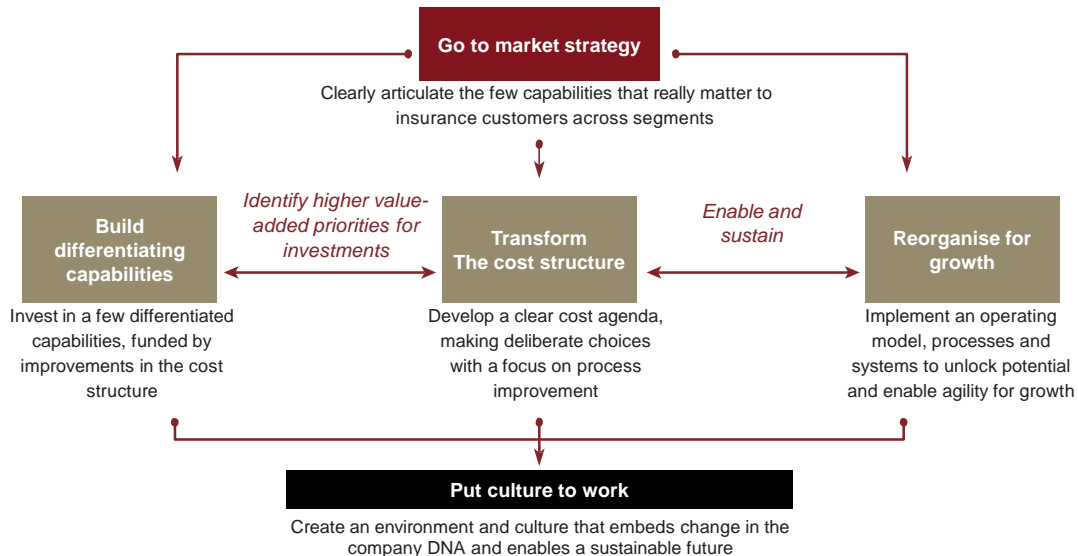 Go to market strategy
Clearly articulate the few capabilities that really matter to
insurance customers across segments
Build
differentiating
capabilities
Invest in a few differentiated
capabilities, funded by
improvements in the cost
structure
Identify higher value-
added priorities for
investments
Transform
The cost structure
Develop a clear cost agenda,
making deliberate choices
with a focus on process
improvement
Enable and
sustain
Reorganise for
growth
Implement an operating
model, processes and
systems to unlock potential
and enable agility for growth
Put culture to work
Create an environment and culture that embeds change in the
company DNA and enables a sustainable future